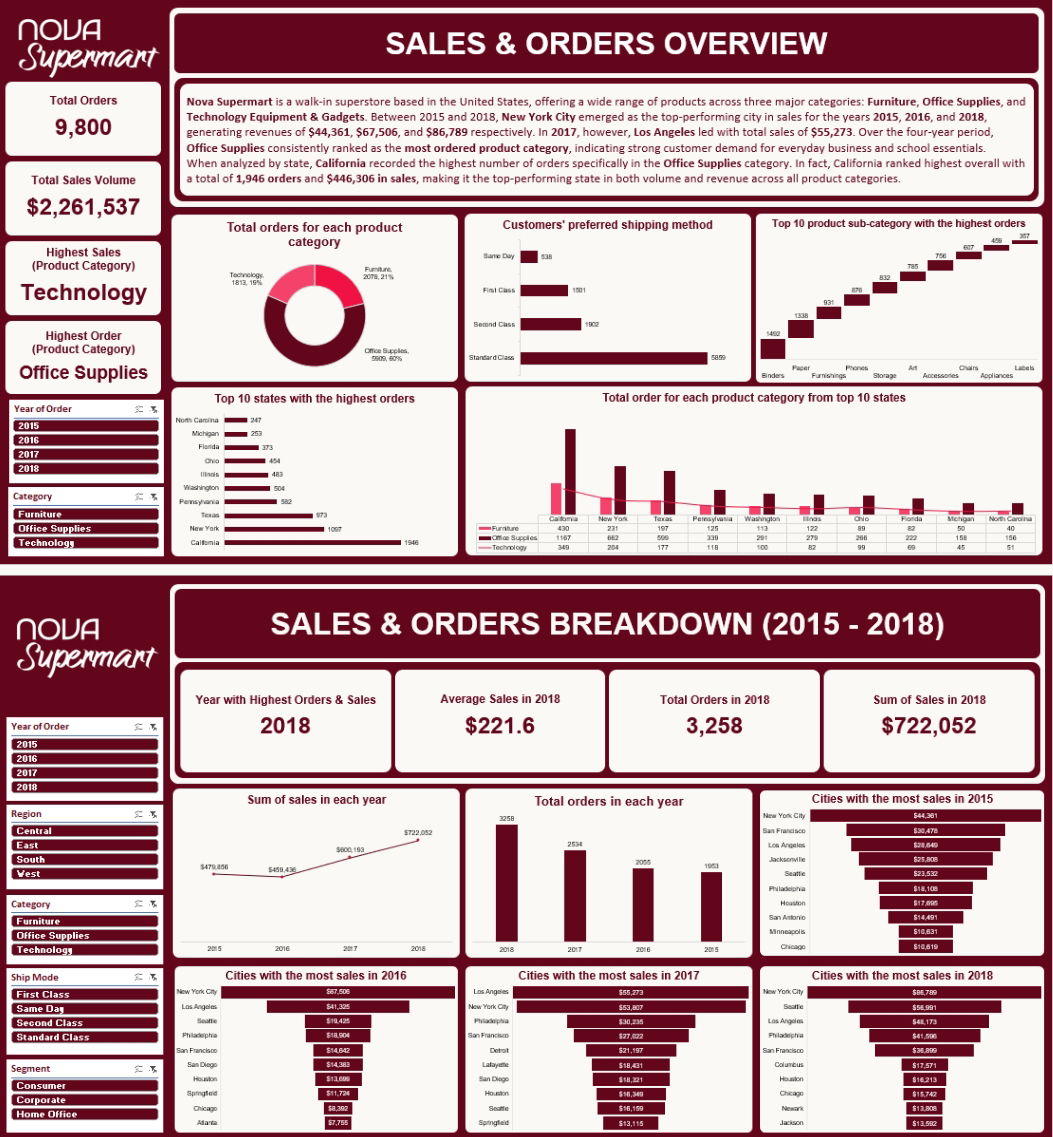 NOVA
Supermart
SALES & ORDERS OVERVIEW
Total Orders
9,800
Total Sales Volume
$2,261,537
Highest Sales
(Product Category)
Technology
Highest Order
(Product Category)
Office Supplies
Year of Order
2015
2016
2017
2018
Category
Furniture
Office Supplies
Technology
Nova Supermart is a walk-in superstore based in the United States, offering a wide range of products across three major categories: Furniture, Office Supplies, and
Technology Equipment & Gadgets. Between 2015 and 2018, New York City emerged as the top-performing city in sales for the years 2015, 2016, and 2018,
generating revenues of $44,361, $67,506, and $86,789 respectively. In 2017, however, Los Angeles led with total sales of $55,273. Over the four-year period,
Office Supplies consistently ranked as the most ordered product category, indicating strong customer demand for everyday business and school essentials.
When analyzed by state, California recorded the highest number of orders specifically in the Office Supplies category. In fact, California ranked highest overall with
a total of 1,946 orders and $446,306 in sales, making it the top-performing state in both volume and revenue across all product categories.
Total orders for each product
category
Technology,
1813, 19%
Furniture,
2078, 21%
Office Supplies,
5909, 60%
Customers' preferred shipping method
Same Day 538
First Class 1501
Second Class 1902
Standard Class 5859
Top 10 product sub-category with the highest orders
1492 1338 931 876 832 785 756 607 459 357
Binders Paper Furnishings Phones Storage Art Accessories Chairs Appliances Labels
Top 10 states with the highest orders
North Carolina 247
Michigan 253
Florida 373
Ohio 454
Illinois 483
Washington 504
Pennsylvania 582
Texas 973
New York 1097
California 1946
Total order for each product category from top 10 states
California New York Texas Pennsylvania Washington Illinois Ohio Florida Michigan North Carolina
Furniture 430 231 197 125 113 122 89 82 50 40
Office Supplies 1167 662 599 339 291 279 266 222 158 156
Technology 349 204 177 118 100 82 99 69 45 51
NOVA
Supermart
SALES & ORDERS BREAKDOWN (2015 - 2018)
Year with Highest Orders & Sales
2018
Average Sales in 2018
$221.6
Total Orders in 2018
3,258
Sum of Sales in 2018
$722,052
Year of Order
2015
2016
2017
2018
Region
Central
East
South
West
Category
Furniture
Office Supplies
Technology
Ship Mode
First Class
Same Day
Second Class
Standard Class
Segment
Consumer
Corporate
Home Office
Sum of sales in each year
$479,856 $459,436 $600,193 $722,052
2015 2016 2017 2018
Total orders in each year
3258 2534 2055 1953
2018 2017 2016 2015
Cities with the most sales in 2015
New York City $44,361
San Francisco $30,478
Los Angeles $28,649
Jacksonville $25,808
Seattle $23,532
Philadelphia $18,108
Houston $17,695
San Antonio $14,491
Minneapolis $10,631
Chicago $10,619
Cities with the most sales in 2016
New York City $67,506
Los Angeles $41,325
Seattle $19,425
Philadelphia $18,904
San Francisco $14,642
San Diego $14,383
Houston $13,699
Springfield $11,724
Chicago $8,392
Atlanta $7,755
Cities with the most sales in 2017
Los Angeles $55,273
New York City $53,807
Philadelphia $30,235
San Francisco $27,022
Detroit $21,197
Lafayette $18,431
San Diego $18,321
Houston $16,349
Seattle $16,159
Springfield $13,115
Cities with the most sales in 2018
New York City $86,789
Seattle $56,991
Los Angeles $48,173
Philadelphia $41,596
San Francisco $36,899
Columbus $17,571
Houston $16,213
Chicago $15,742
Newark $13,808
Jackson $13,592